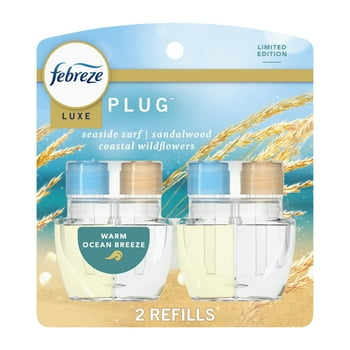 febreze
LUXE
PLUG™
LIMITED
EDITION
seaside surf | sandalwood
coastal wildflowers
WARM
OCEAN BREEZE
2 REFILLS